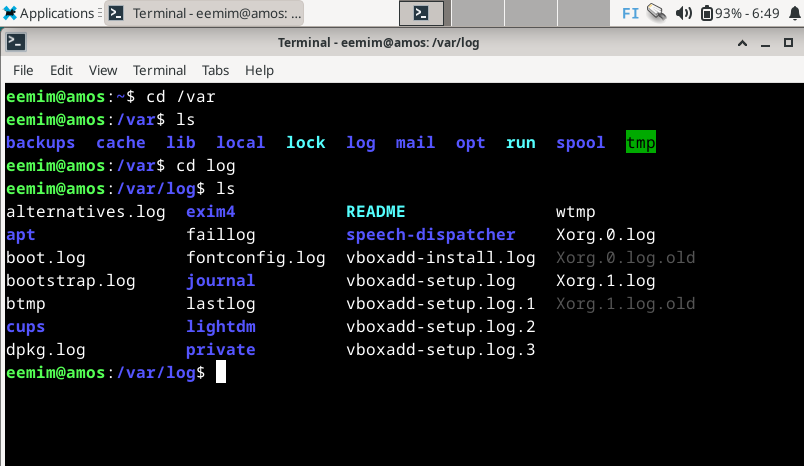 Applications Terminal - eemim@amos: ... FI 93% - 6:49
Terminal - eemim@amos: /var/log
File Edit View Terminal Tabs Help
eemim@amos:~$ cd /var
eemim@amos:/var$ ls
backups cache lib local lock log mail opt run spool tmp
eemim@amos:/var$ cd log
eemim@amos:/var/log$ ls
alternatives.log exim4 README wtmp
apt faillog speech-dispatcher Xorg.0.log
boot.log fontconfig.log vboxadd-install.log Xorg.0.log.old
bootstrap.log journal vboxadd-setup.log Xorg.1.log
btmp lastlog vboxadd-setup.log.1 Xorg.1.log.old
cups lightdm vboxadd-setup.log.2
dpkg.log private vboxadd-setup.log.3
eemim@amos:/var/log$